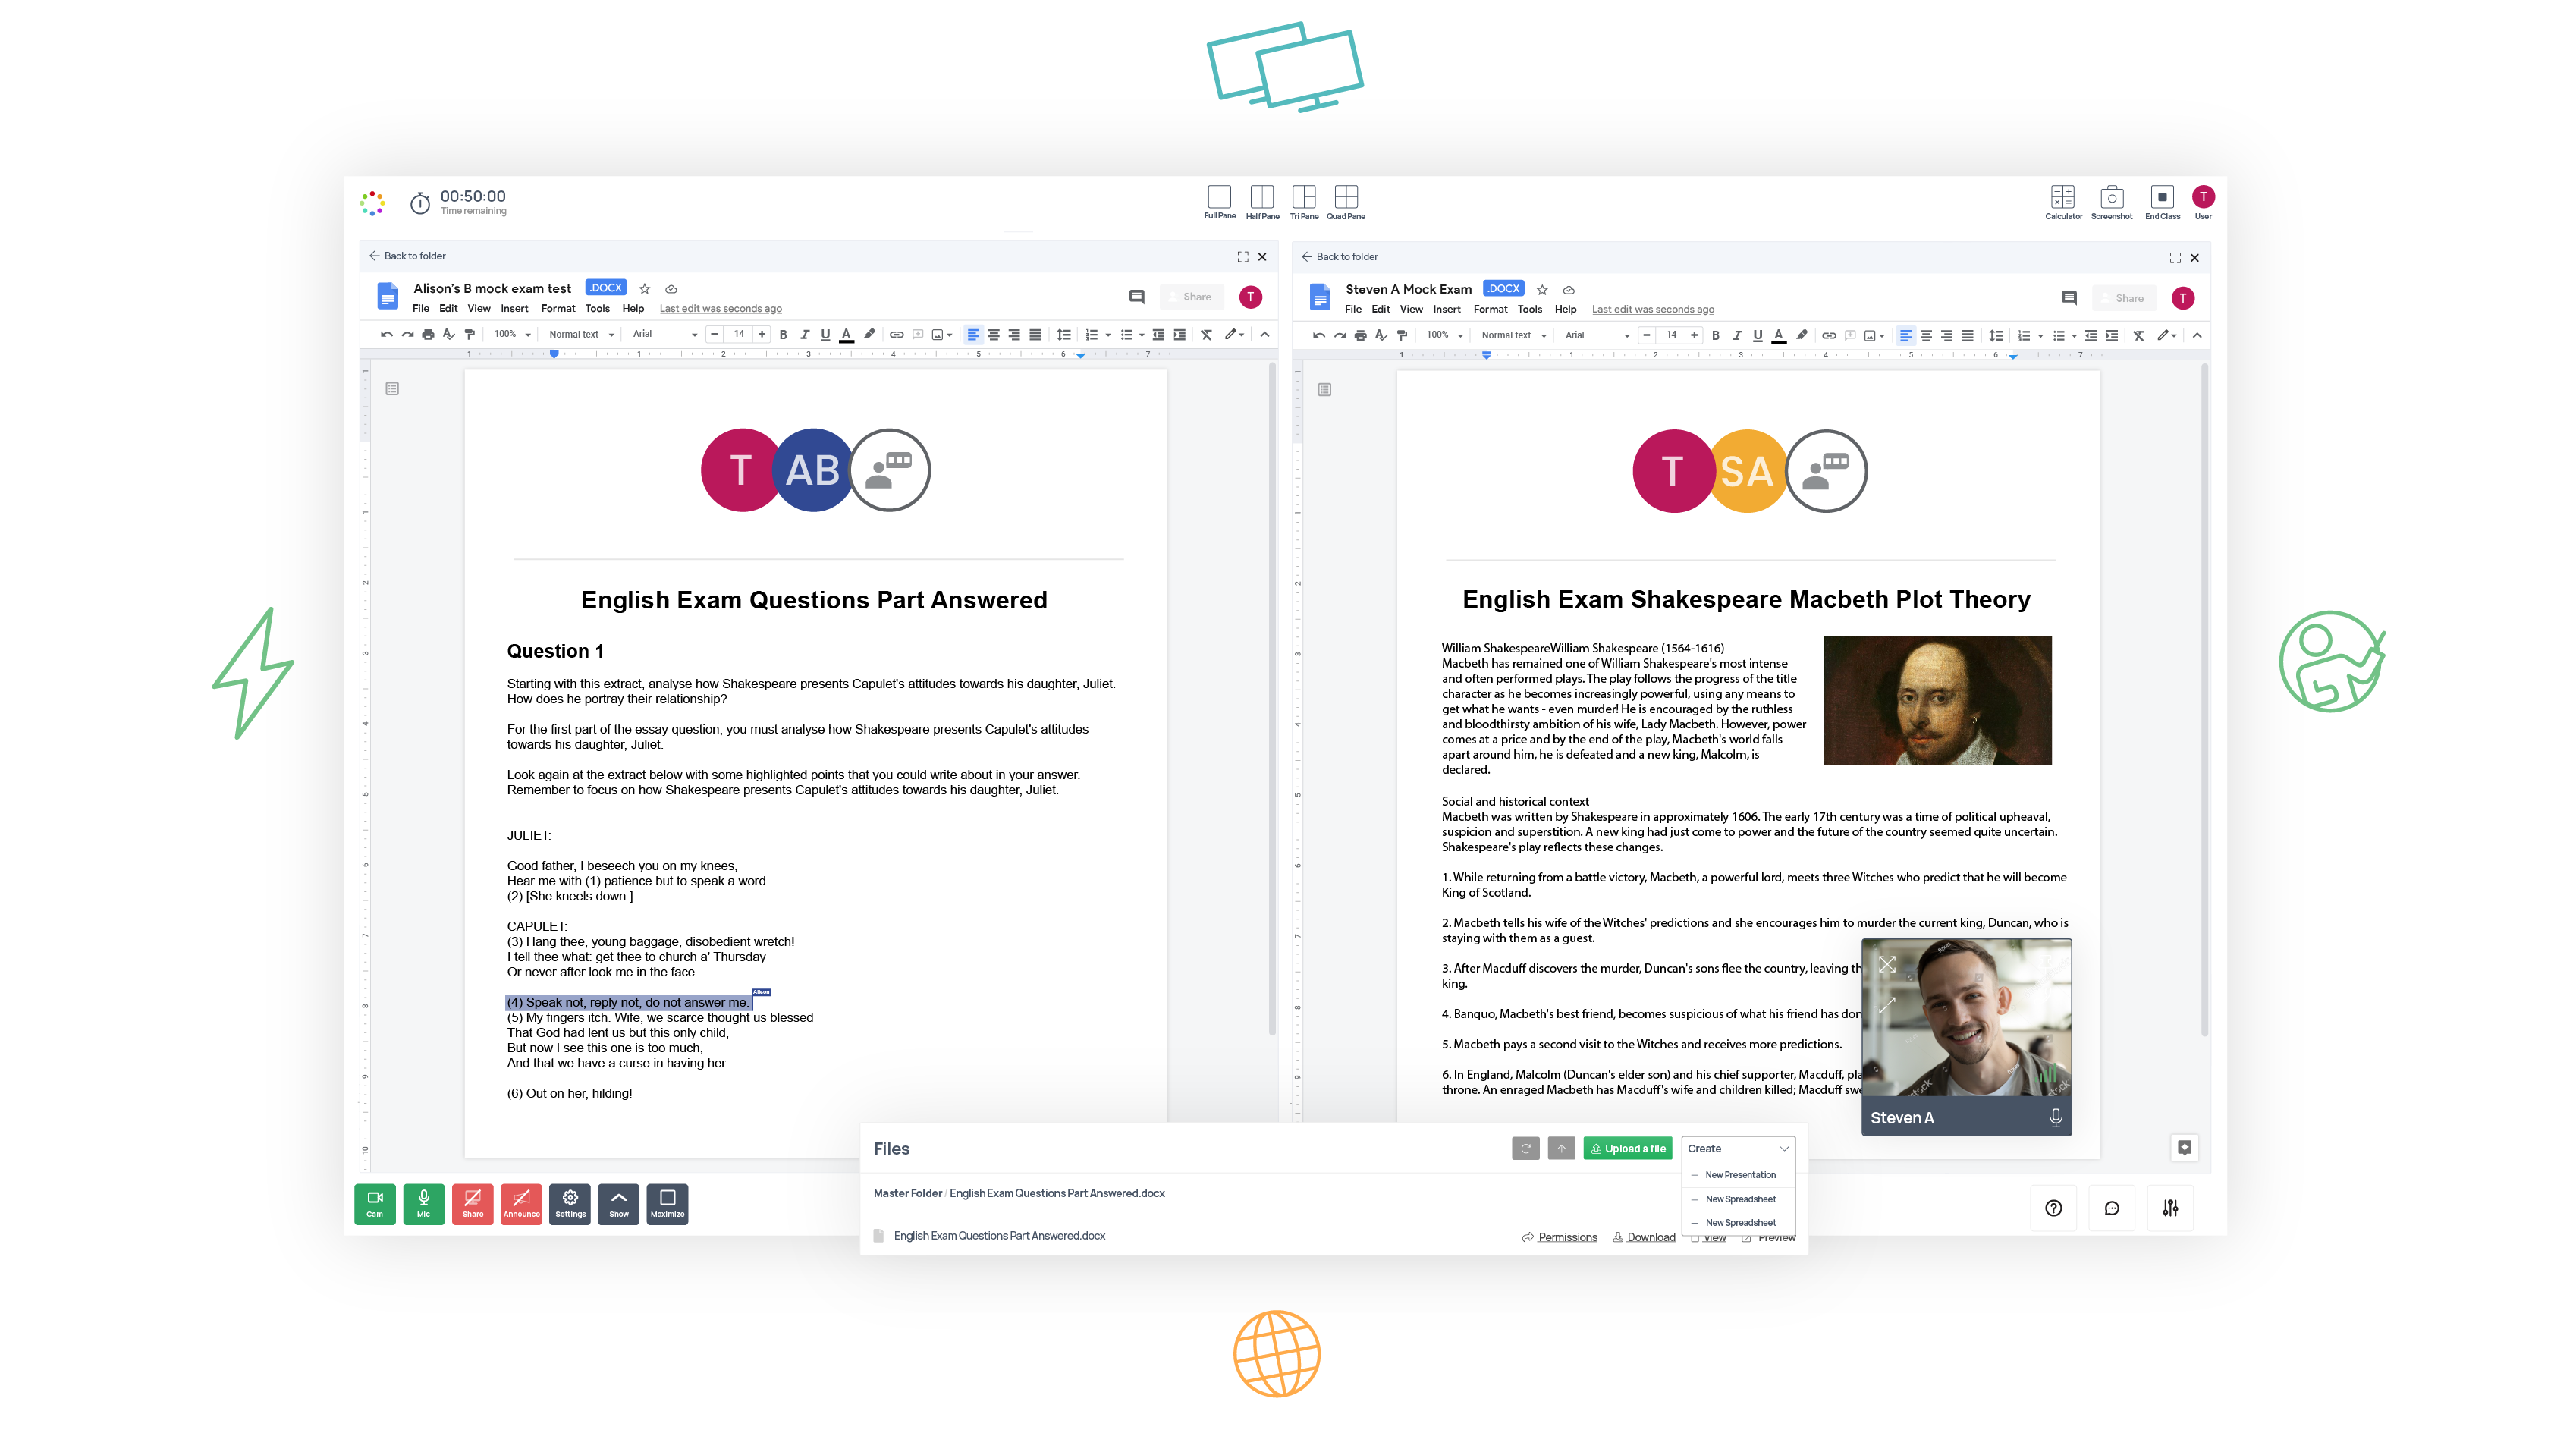 00:50:00
Time remaining
Full Pane Half Pane Tri Pane Quad Pane
Calculator Screenshot End Class User
T
Back to folder
Alison's B mock exam test .DOCX
File Edit View Insert Format Tools Help Last edit was seconds ago
Share
T
100% Normal text Arial 14 B I U A
1 1 2 3 4 5 6 7
T AB
English Exam Questions Part Answered
Question 1
Starting with this extract, analyse how Shakespeare presents Capulet's attitudes towards his daughter, Juliet.
How does he portray their relationship?
For the first part of the essay question, you must analyse how Shakespeare presents Capulet's attitudes
towards his daughter, Juliet.
Look again at the extract below with some highlighted points that you could write about in your answer.
Remember to focus on how Shakespeare presents Capulet's attitudes towards his daughter, Juliet.
JULIET:
Good father, I beseech you on my knees,
Hear me with (1) patience but to speak a word.
(2) [She kneels down.]
CAPULET:
(3) Hang thee, young baggage, disobedient wretch!
I tell thee what: get thee to church a' Thursday
Or never after look me in the face.
Alison
(4) Speak not, reply not, do not answer me.
(5) My fingers itch. Wife, we scarce thought us blessed
That God had lent us but this only child,
But now I see this one is too much,
And that we have a curse in having her.
(6) Out on her, hilding!
Back to folder
Steven A Mock Exam .DOCX
File Edit View Insert Format Tools Help Last edit was seconds ago
Share
T
100% Normal text Arial 14 B I U A
1 1 2 3 4 5 6 7
T SA
English Exam Shakespeare Macbeth Plot Theory
William ShakespeareWilliam Shakespeare (1564-1616)
Macbeth has remained one of William Shakespeare's most intense
and often performed plays. The play follows the progress of the title
character as he becomes increasingly powerful, using any means to
get what he wants - even murder! He is encouraged by the ruthless
and bloodthirsty ambition of his wife, Lady Macbeth. However, power
comes at a price and by the end of the play, Macbeth's world falls
apart around him, he is defeated and a new king, Malcolm, is
declared.
Social and historical context
Macbeth was written by Shakespeare in approximately 1606. The early 17th century was a time of political upheaval,
suspicion and superstition. A new king had just come to power and the future of the country seemed quite uncertain.
Shakespeare's play reflects these changes.
1. While returning from a battle victory, Macbeth, a powerful lord, meets three Witches who predict that he will become
King of Scotland.
2. Macbeth tells his wife of the Witches' predictions and she encourages him to murder the current king, Duncan, who is
staying with them as a guest.
3. After Macduff discovers the murder, Duncan's sons flee the country, leaving th
king.
4. Banquo, Macbeth's best friend, becomes suspicious of what his friend has don
5. Macbeth pays a second visit to the Witches and receives more predictions.
6. In England, Malcolm (Duncan's elder son) and his chief supporter, Macduff, pla
throne. An enraged Macbeth has Macduff's wife and children killed; Macduff swe
Steven A
Files
Upload a file
Create
New Presentation
New Spreadsheet
New Spreadsheet
Master Folder / English Exam Questions Part Answered.docx
English Exam Questions Part Answered.docx
Permissions Download View Preview
Cam Mic Share Announce Settings Snow Maximize